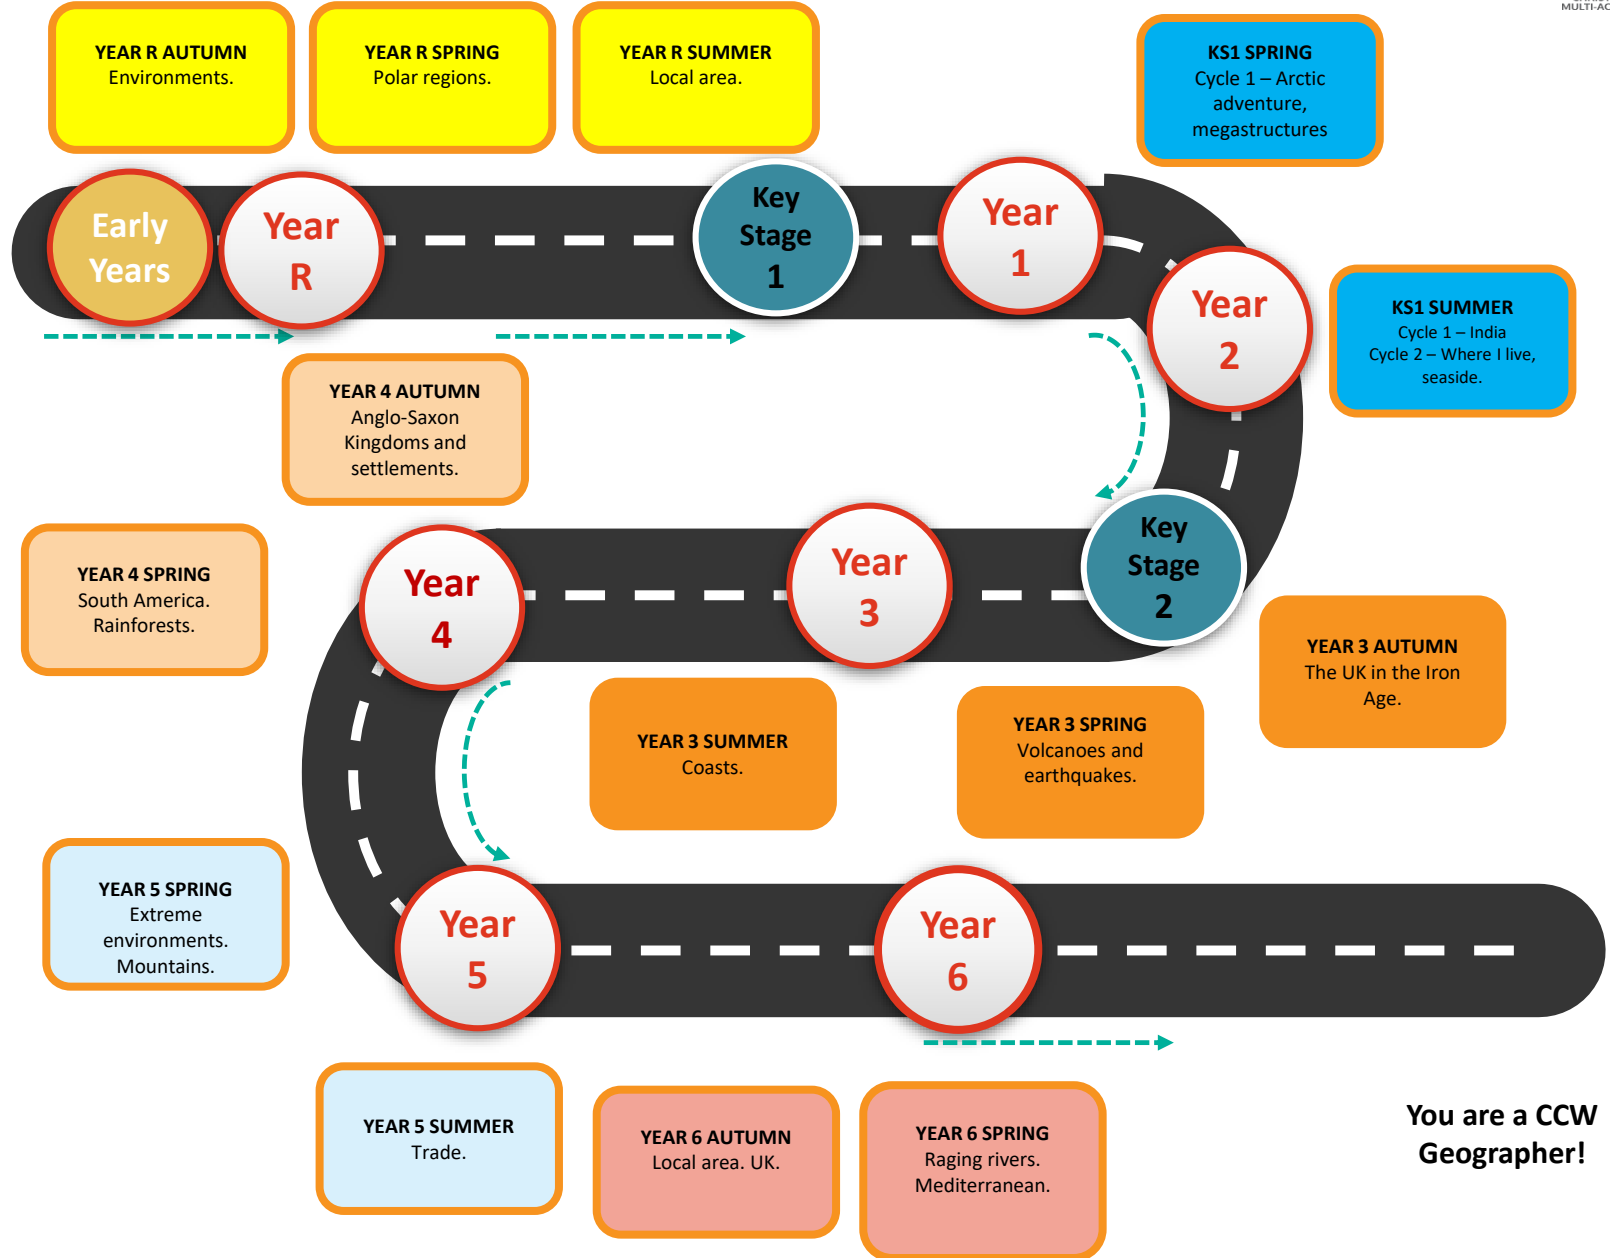 MULTI-AC
YEAR R AUTUMN
Environments.
YEAR R SPRING
Polar regions.
YEAR R SUMMER
Local area.
KS1 SPRING
Cycle 1 – Arctic
adventure,
megastructures
Early
Years
Year
R
Key
Stage
1
Year
1
Year
2
KS1 SUMMER
Cycle 1 – India
Cycle 2 – Where I live,
seaside.
YEAR 4 AUTUMN
Anglo-Saxon
Kingdoms and
settlements.
YEAR 4 SPRING
South America.
Rainforests.
Year
4
Year
3
Key
Stage
2
YEAR 3 AUTUMN
The UK in the Iron
Age.
YEAR 3 SUMMER
Coasts.
YEAR 3 SPRING
Volcanoes and
earthquakes.
YEAR 5 SPRING
Extreme
environments.
Mountains.
Year
5
Year
6
YEAR 5 SUMMER
Trade.
YEAR 6 AUTUMN
Local area. UK.
YEAR 6 SPRING
Raging rivers.
Mediterranean.
You are a CCW
Geographer!